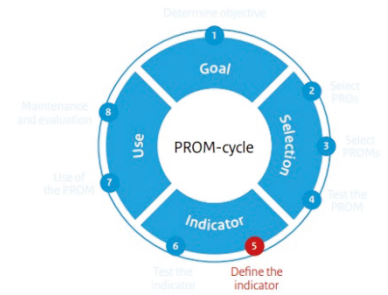 Determine objective
1
Goal
2
Select
PROs
Selection
3
Select
PROMs
4
Test the
PROM
Indicator
5
Define the
indicator
6
Test the
indicator
7
Use of
the PROM
Use
8
Maintenance
and evaluation
PROM-cycle